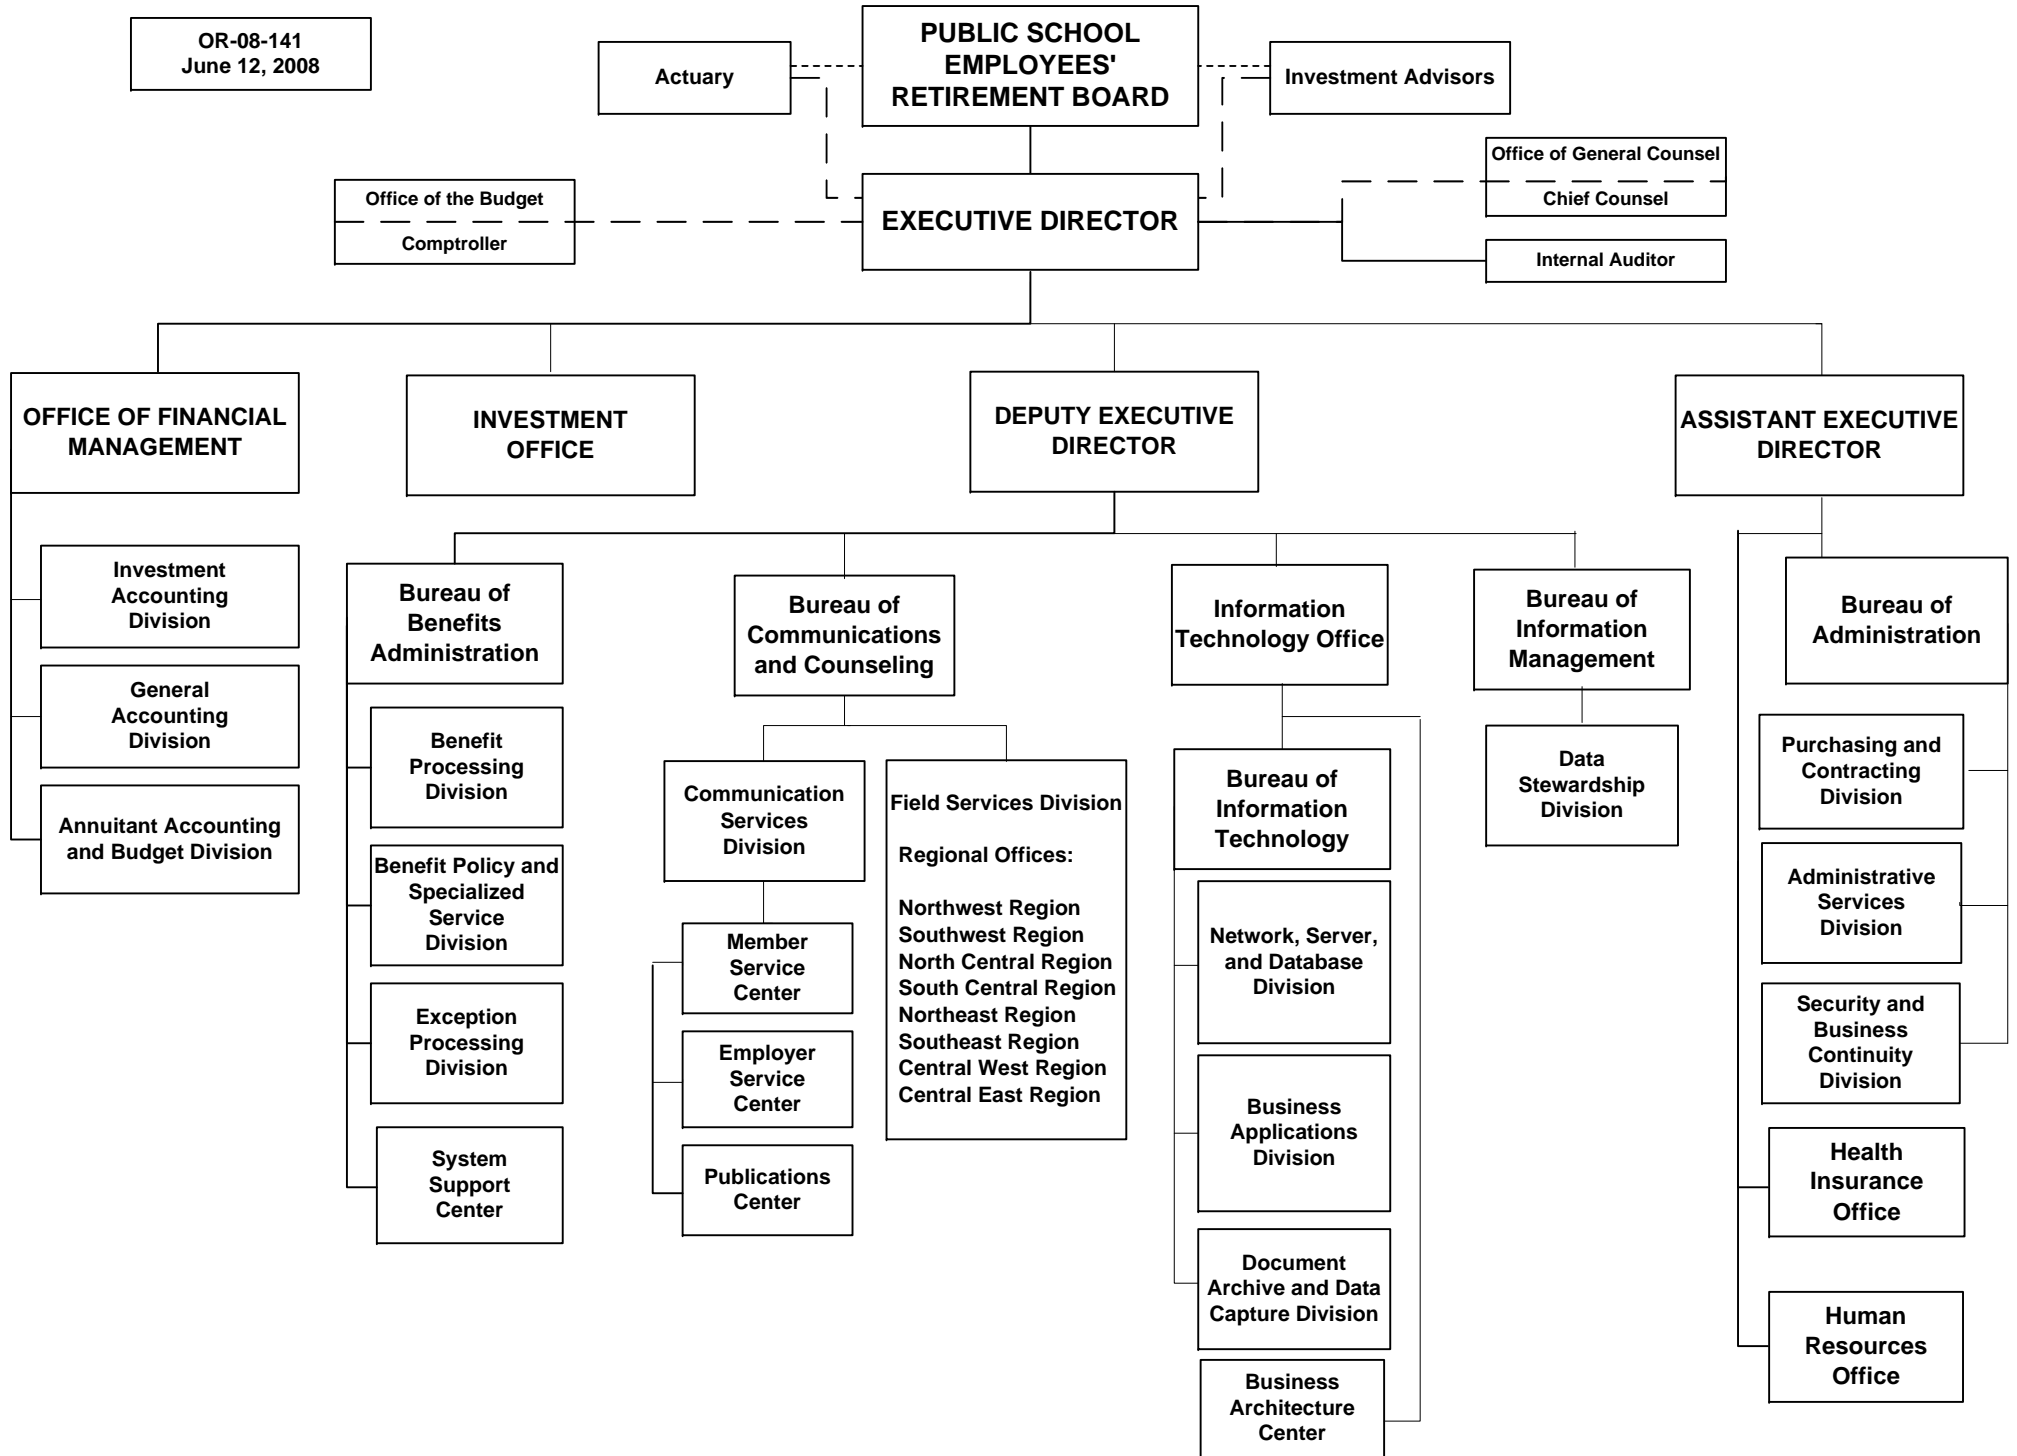 OR-08-141
June 12, 2008
Actuary
PUBLIC SCHOOL
EMPLOYEES'
RETIREMENT BOARD
Investment Advisors
Office of General Counsel
Chief Counsel
Office of the Budget
Comptroller
EXECUTIVE DIRECTOR
Internal Auditor
OFFICE OF FINANCIAL
MANAGEMENT
INVESTMENT
OFFICE
DEPUTY EXECUTIVE
DIRECTOR
ASSISTANT EXECUTIVE
DIRECTOR
Investment
Accounting
Division
General
Accounting
Division
Annuitant Accounting
and Budget Division
Bureau of
Benefits
Administration
Benefit
Processing
Division
Benefit Policy and
Specialized
Service
Division
Exception
Processing
Division
System
Support
Center
Bureau of
Communications
and Counseling
Communication
Services
Division
Member
Service
Center
Employer
Service
Center
Publications
Center
Field Services Division
Regional Offices:
Northwest Region
Southwest Region
North Central Region
South Central Region
Northeast Region
Southeast Region
Central West Region
Central East Region
Information
Technology Office
Bureau of
Information
Technology
Network, Server,
and Database
Division
Business
Applications
Division
Document
Archive and Data
Capture Division
Business
Architecture
Center
Bureau of
Information
Management
Data
Stewardship
Division
Bureau of
Administration
Purchasing and
Contracting
Division
Administrative
Services
Division
Security and
Business
Continuity
Division
Health
Insurance
Office
Human
Resources
Office